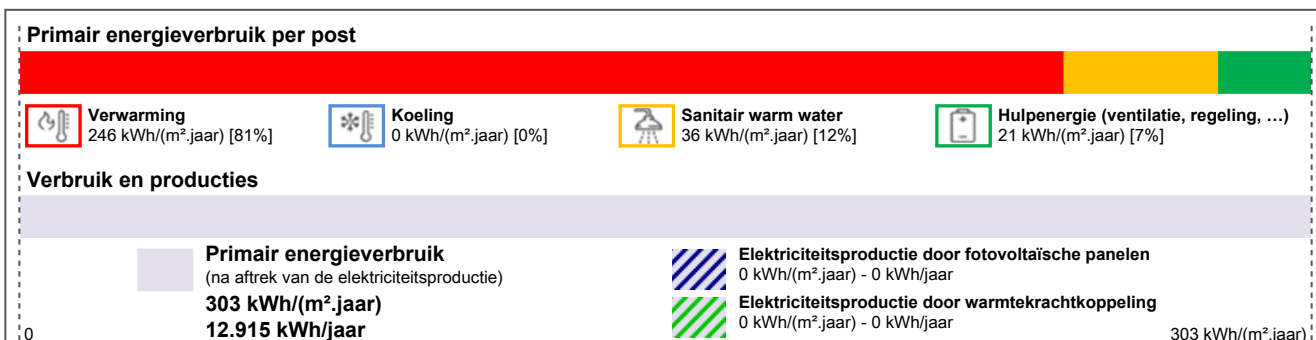 Primair energieverbruik per post
Verwarming
246 kWh/(m².jaar) [81%]
Koeling
0 kWh/(m².jaar) [0%]
Sanitair warm water
36 kWh/(m².jaar) [12%]
Hulpenergie (ventilatie, regeling, …)
21 kWh/(m².jaar) [7%]
Verbruik en producties
Primair energieverbruik
(na aftrek van de elektriciteitsproductie)
303 kWh/(m².jaar)
12.915 kWh/jaar
Elektriciteitsproductie door fotovoltaïsche panelen
0 kWh/(m².jaar) - 0 kWh/jaar
Elektriciteitsproductie door warmtekrachtkoppeling
0 kWh/(m².jaar) - 0 kWh/jaar
0
303 kWh/(m².jaar)